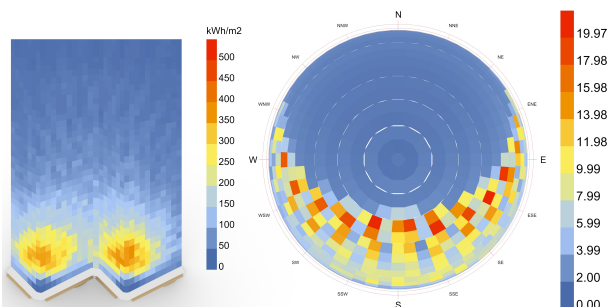 kWh/m2
500
450
400
350
300
250
200
150
100
50
0
N
NNW
NNE
NW
NE
WNW
ENE
W
E
WSW
ESE
SW
SE
SSW
SSE
S
19.97
17.98
15.98
13.98
11.98
9.99
7.99
5.99
3.99
2.00
0.00